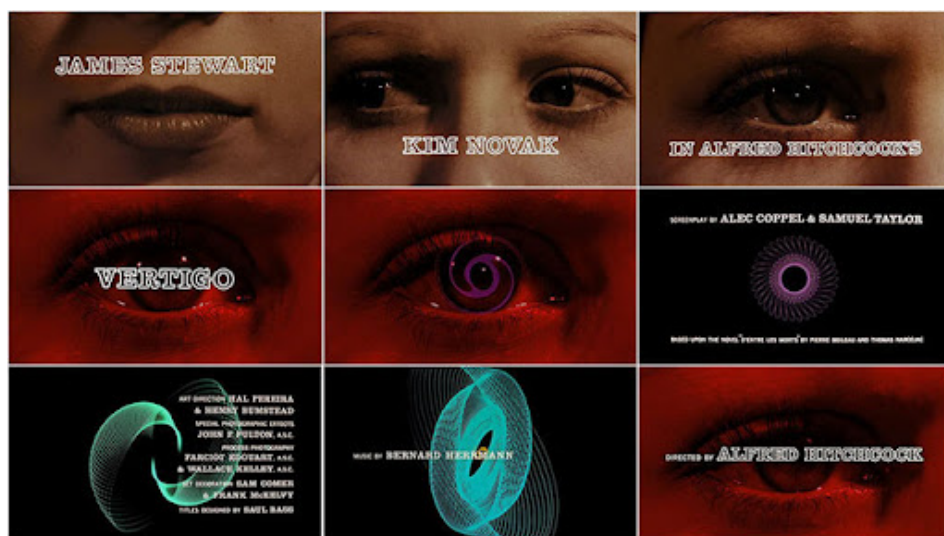 JAMES STEWART
KIM NOVAK
IN ALFRED HITCHCOCK'S
VERTIGO
SCREENPLAY BY ALEC COPPEL & SAMUEL TAYLOR
BASED UPON THE NOVEL "D'ENTRE LES MORTS" BY PIERRE BOILEAU AND THOMAS NARCEJAC
ART DIRECTION HAL PEREIRA
& HENRY BUMSTEAD
SPECIAL PHOTOGRAPHIC EFFECTS
JOHN P. FULTON, A.S.C.
PROCESS PHOTOGRAPHY
FARCIOT EDOUART, A.S.C.
& WALLACE KELLEY, A.S.C.
SET DECORATION SAM COMER
& FRANK McKELVY
TITLES DESIGNED BY SAUL BASS
MUSIC BY BERNARD HERRMANN
DIRECTED BY ALFRED HITCHCOCK